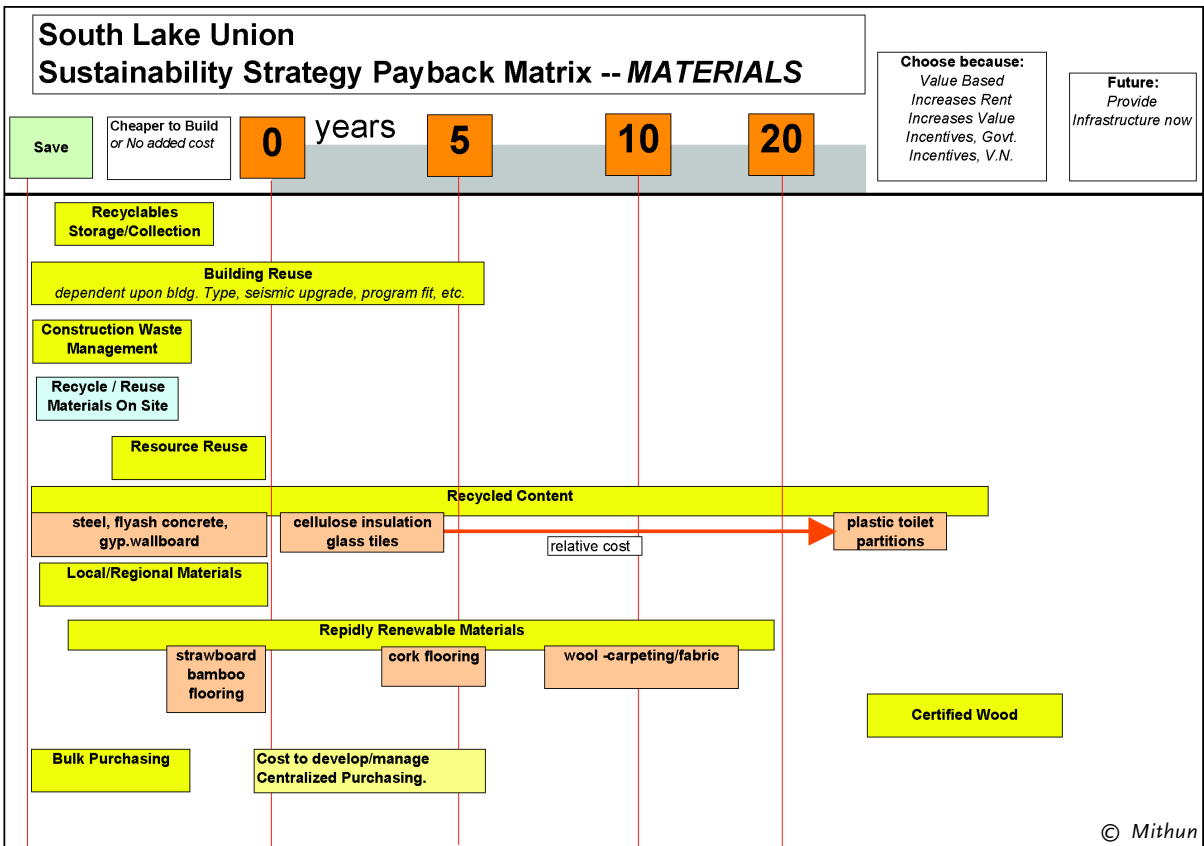 South Lake Union
Sustainability Strategy Payback Matrix -- MATERIALS
Choose because:
Value Based
Increases Rent
Increases Value
Incentives, Govt.
Incentives, V.N.
Future:
Provide
Infrastructure now
Save
Cheaper to Build
or No added cost
0
years
5
10
20
Recyclables
Storage/Collection
Building Reuse
dependent upon bldg. Type, seismic upgrade, program fit, etc.
Construction Waste
Management
Recycle / Reuse
Materials On Site
Resource Reuse
Recycled Content
steel, flyash concrete,
gyp.wallboard
cellulose insulation
glass tiles
relative cost
plastic toilet
partitions
Local/Regional Materials
Repidly Renewable Materials
strawboard
bamboo
flooring
cork flooring
wool -carpeting/fabric
Certified Wood
Bulk Purchasing
Cost to develop/manage
Centralized Purchasing.
© Mithun